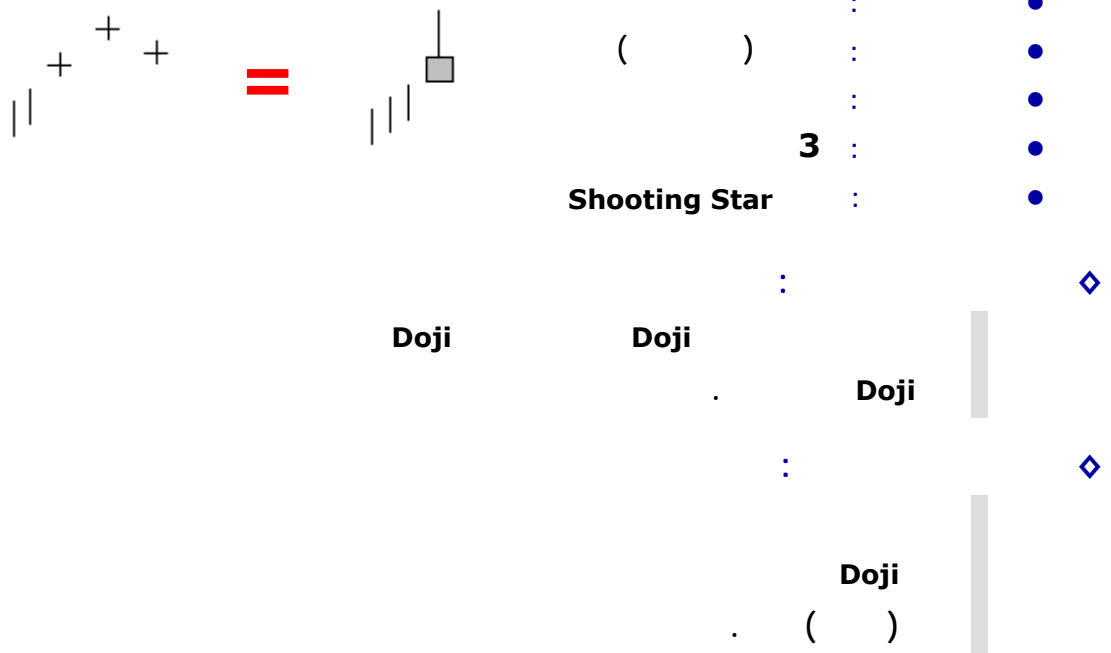 :
( ) :
:
3 :
Shooting Star :
:
Doji Doji
Doji .
:
Doji
( ) .